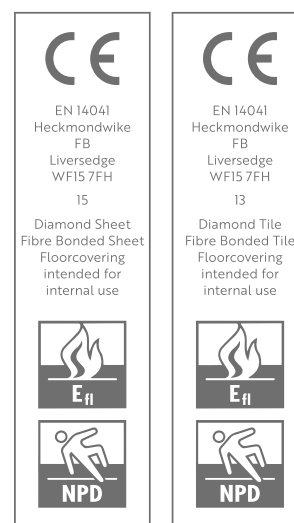 CE
EN 14041
Heckmondwike
FB
Liversedge
WF15 7FH
15
Diamond Sheet
Fibre Bonded Sheet
Floorcovering
intended for
internal use
Efl
NPD
CE
EN 14041
Heckmondwike
FB
Liversedge
WF15 7FH
13
Diamond Tile
Fibre Bonded Tile
Floorcovering
intended for
internal use
Efl
NPD